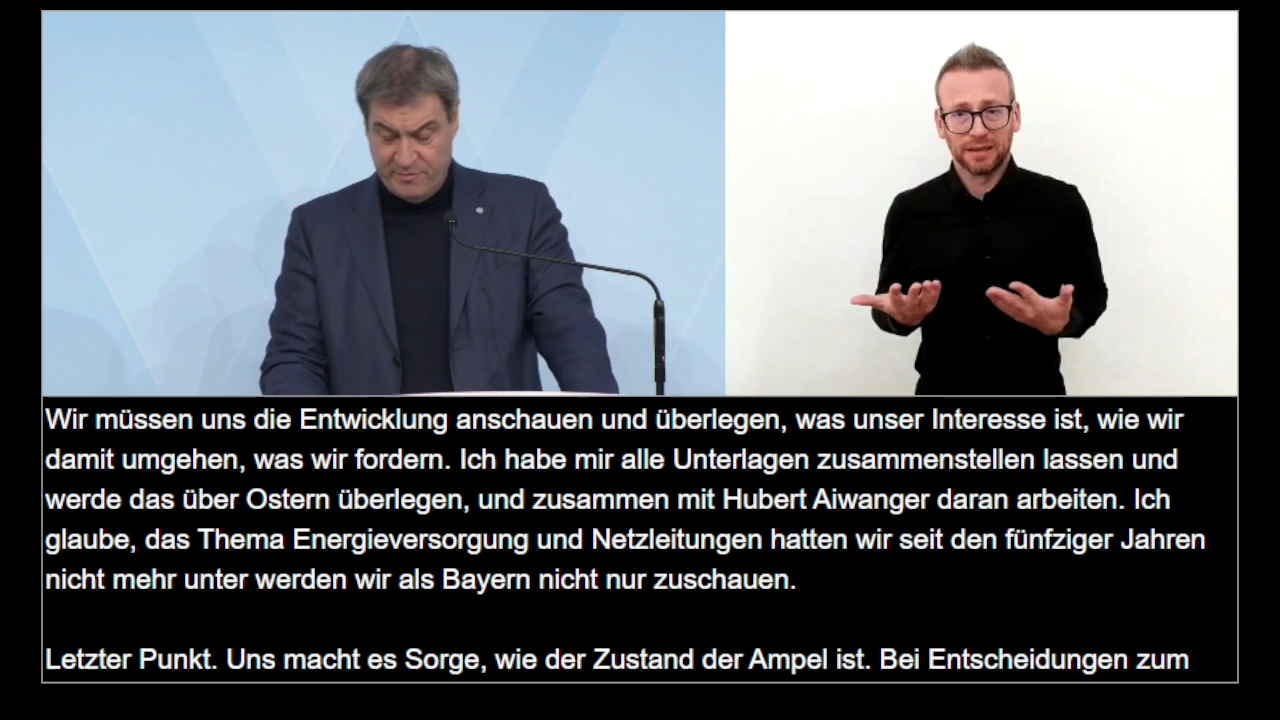 Wir müssen uns die Entwicklung anschauen und überlegen, was unser Interesse ist, wie wir
damit umgehen, was wir fordern. Ich habe mir alle Unterlagen zusammenstellen lassen und
werde das über Ostern überlegen, und zusammen mit Hubert Aiwanger daran arbeiten. Ich
glaube, das Thema Energieversorgung und Netzleitungen hatten wir seit den fünfziger Jahren
nicht mehr unter werden wir als Bayern nicht nur zuschauen.
Letzter Punkt. Uns macht es Sorge, wie der Zustand der Ampel ist. Bei Entscheidungen zum